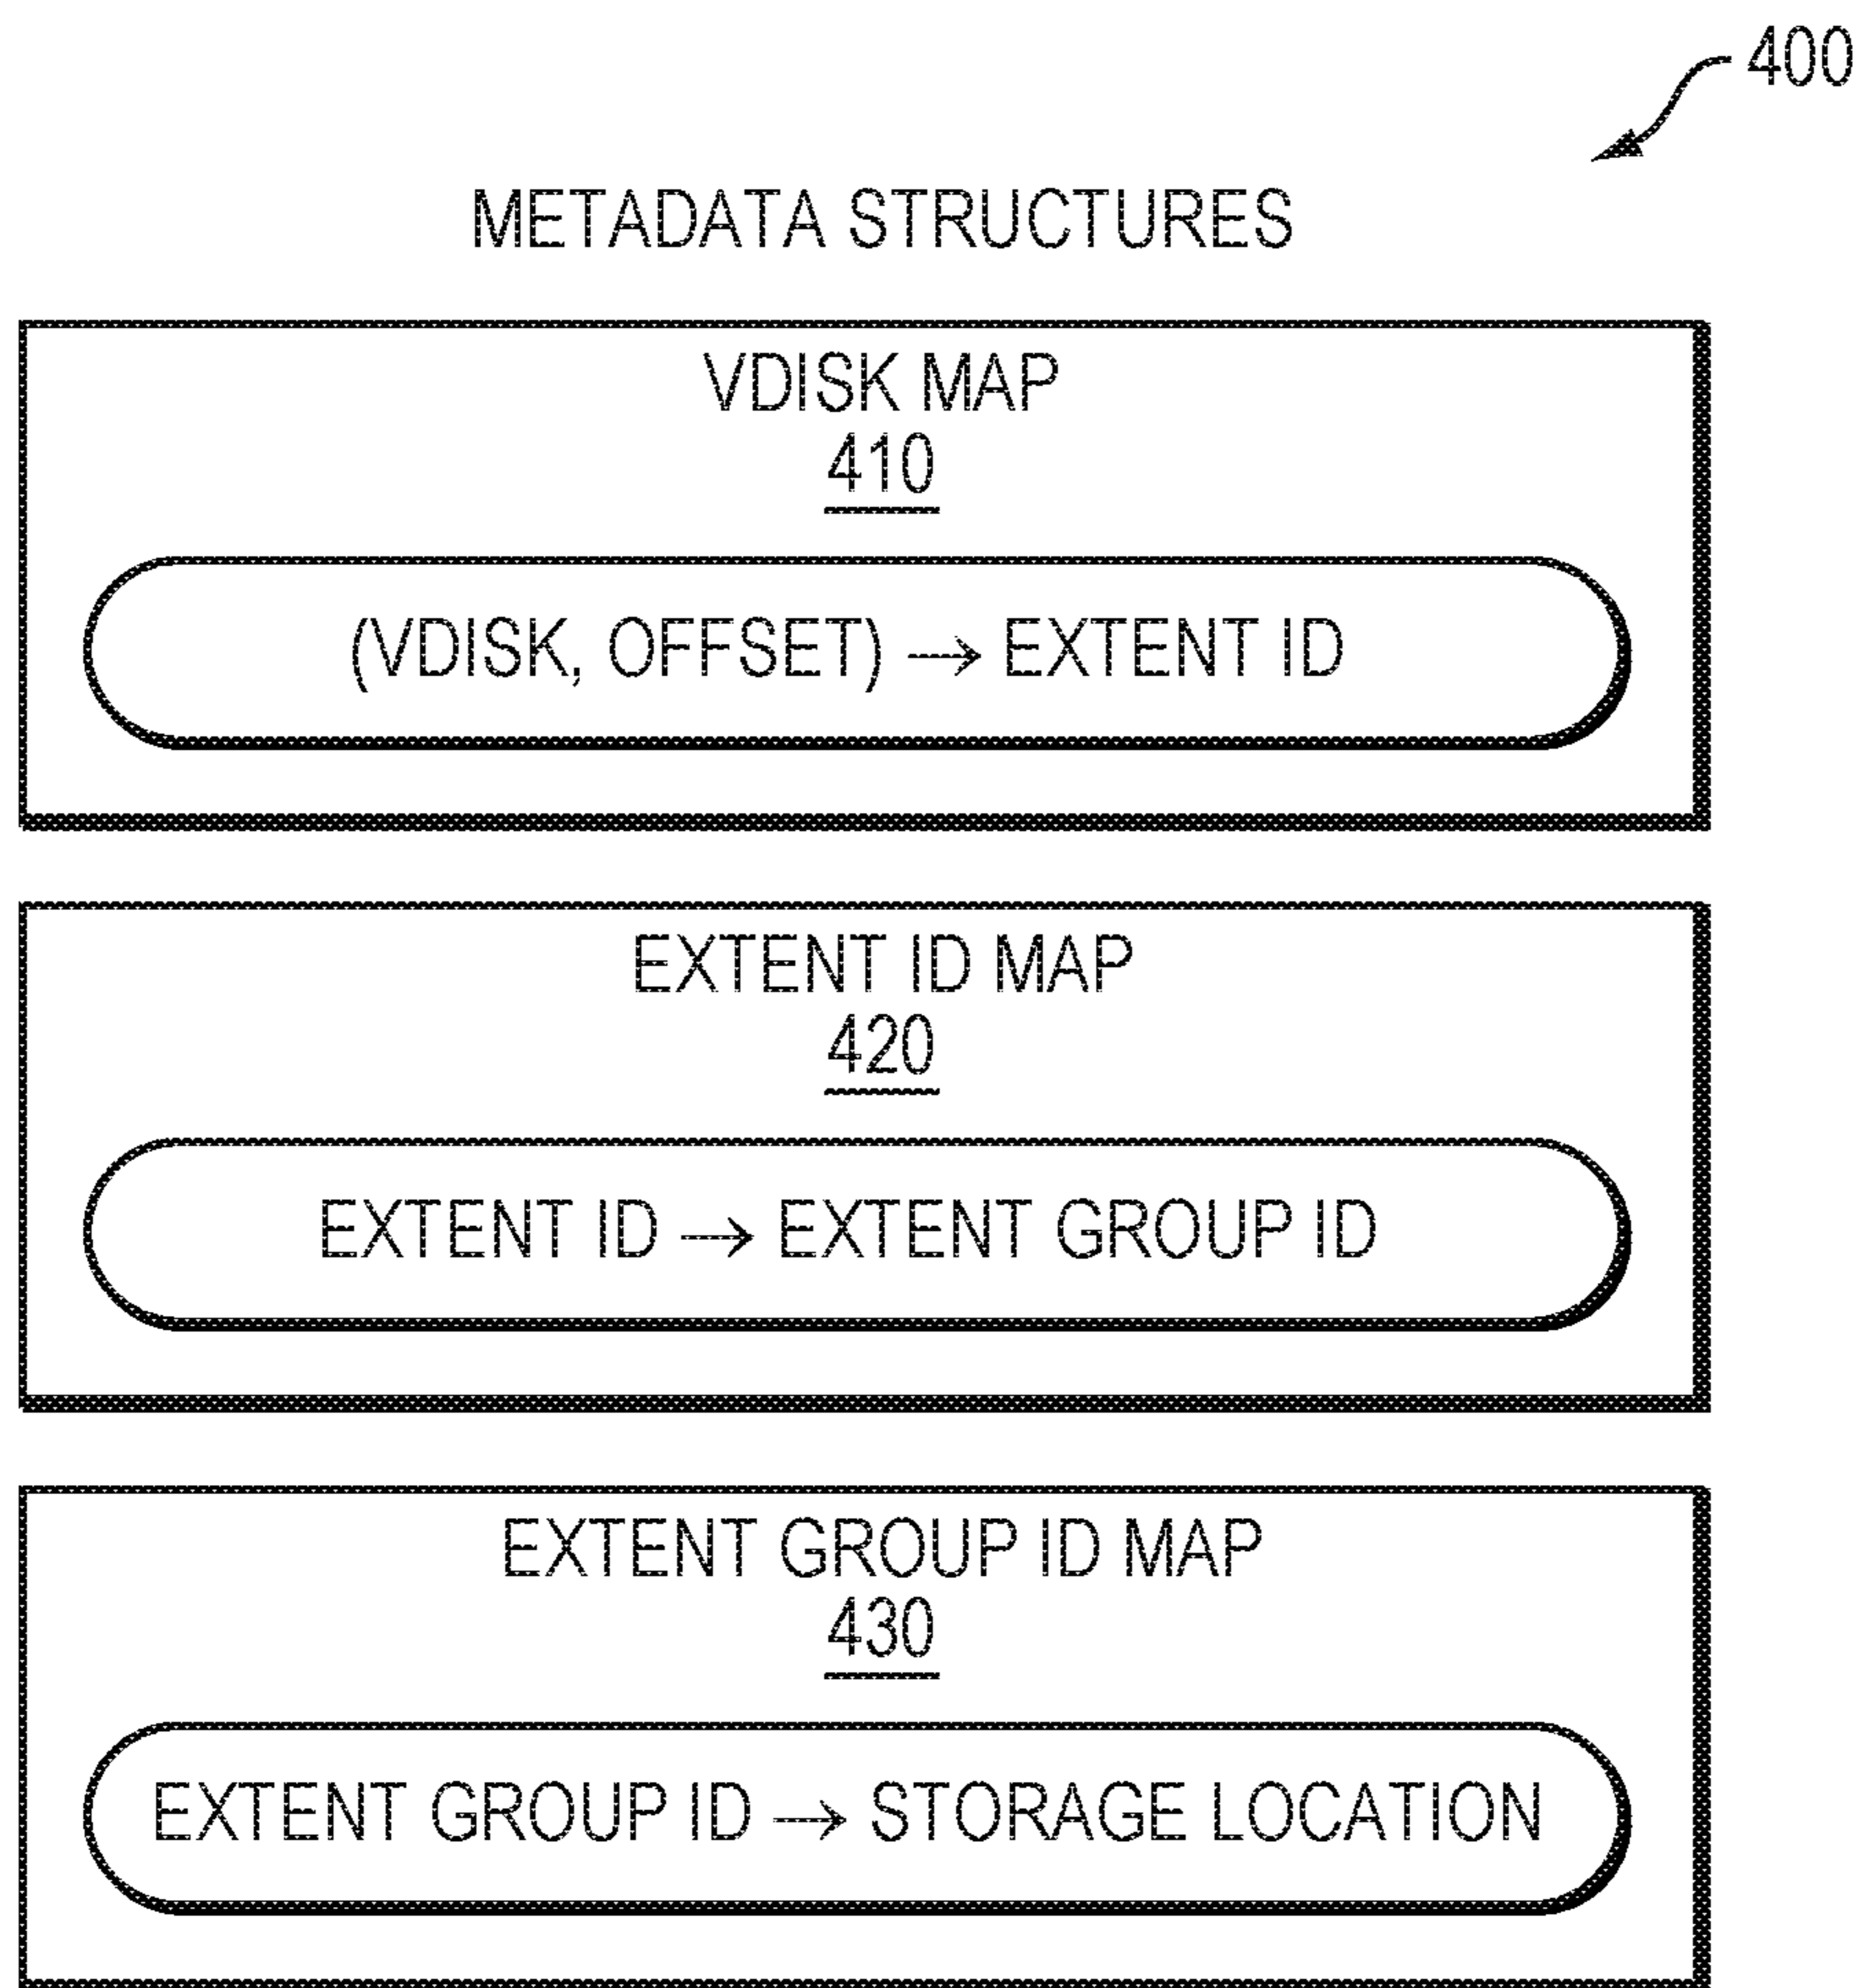 400
METADATA STRUCTURES
VDISK MAP
410
(VDISK, OFFSET) → EXTENT ID
EXTENT ID MAP
420
EXTENT ID → EXTENT GROUP ID
EXTENT GROUP ID MAP
430
EXTENT GROUP ID → STORAGE LOCATION